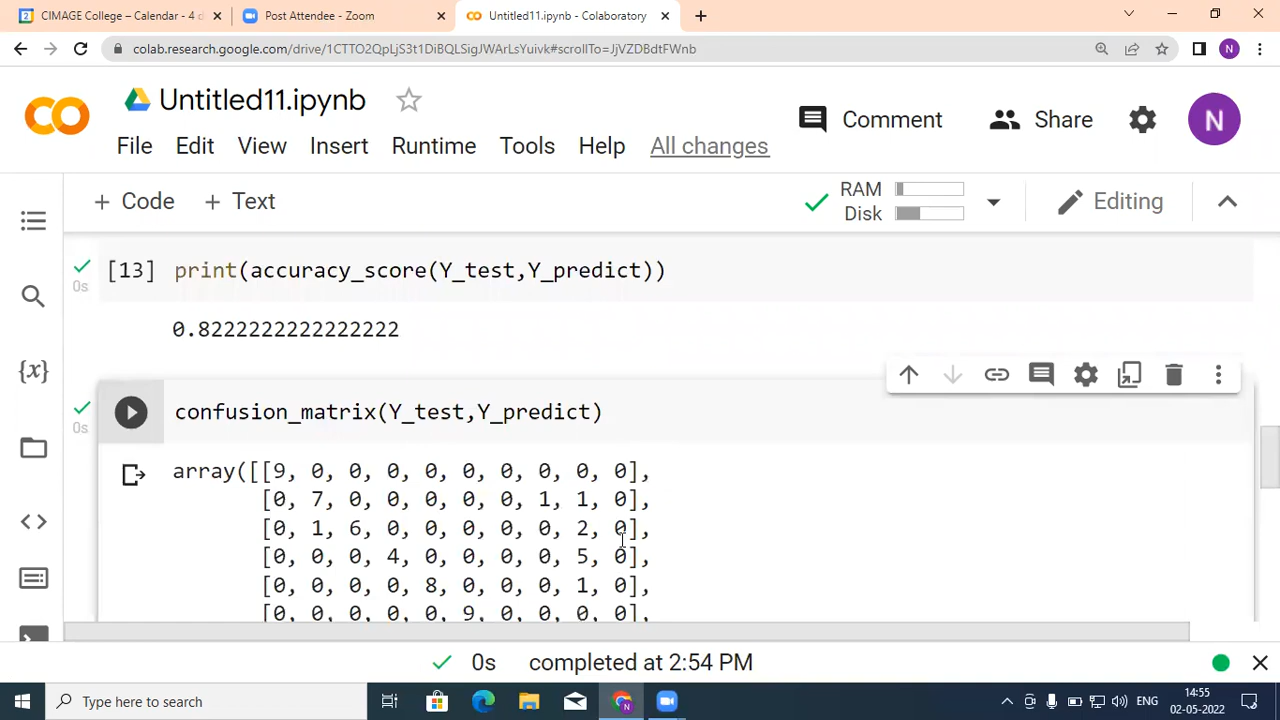 CIMAGE College – Calendar - 4 d
Post Attendee - Zoom
Untitled11.ipynb - Colaboratory
colab.research.google.com/drive/1CTTO2QpLjS3t1DiBQLSigJWArLsYuivk#scrollTo=JjVZDBdtFWnb
N
Untitled11.ipynb
Comment
Share
N
File Edit View Insert Runtime Tools Help All changes
+ Code + Text
RAM
Disk
Editing
[13] print(accuracy_score(Y_test,Y_predict))
0s
0.8222222222222222
{x}
confusion_matrix(Y_test,Y_predict)
0s
array([[9, 0, 0, 0, 0, 0, 0, 0, 0, 0],
[0, 7, 0, 0, 0, 0, 0, 1, 1, 0],
[0, 1, 6, 0, 0, 0, 0, 0, 2, 0],
[0, 0, 0, 4, 0, 0, 0, 0, 5, 0],
[0, 0, 0, 0, 8, 0, 0, 0, 1, 0],
[0, 0, 0, 0, 0, 9, 0, 0, 0, 0],
0s completed at 2:54 PM
Type here to search
N
ENG
14:55
02-05-2022